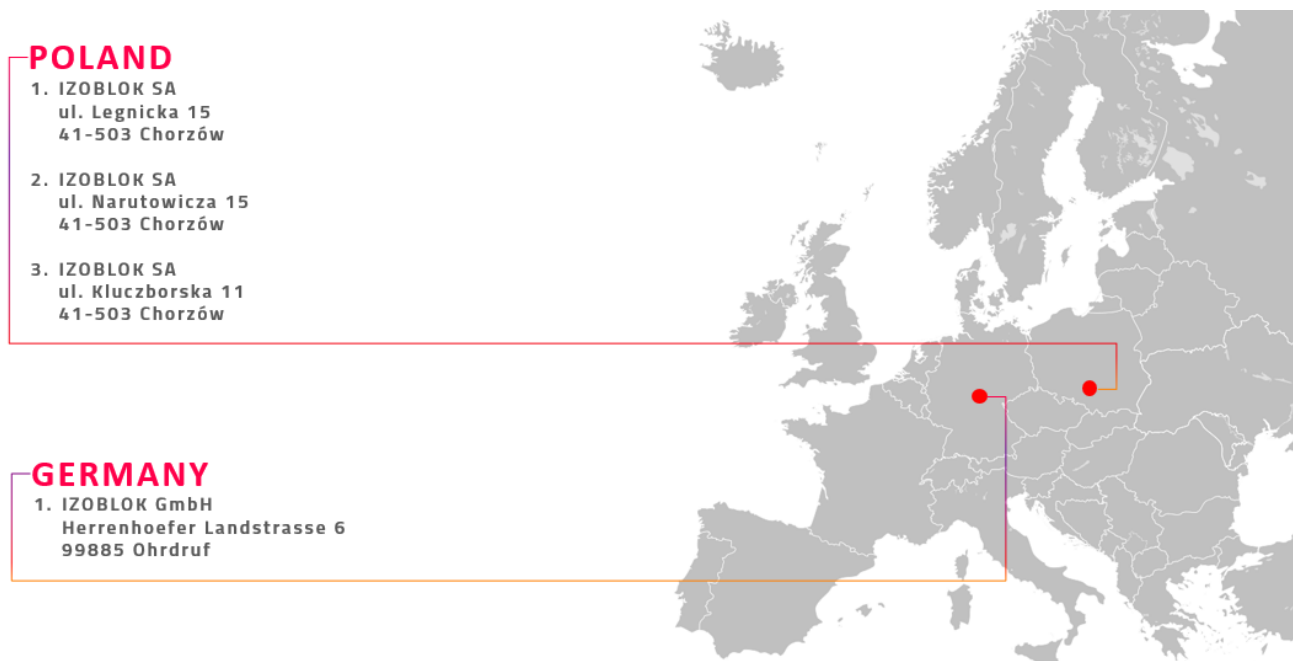 POLAND
1. IZOBLOK SA
ul. Legnicka 15
41-503 Chorzów
2. IZOBLOK SA
ul. Narutowicza 15
41-503 Chorzów
3. IZOBLOK SA
ul. Kluczborska 11
41-503 Chorzów
GERMANY
1. IZOBLOK GmbH
Herrenhoefer Landstrasse 6
99885 Ohrdruf